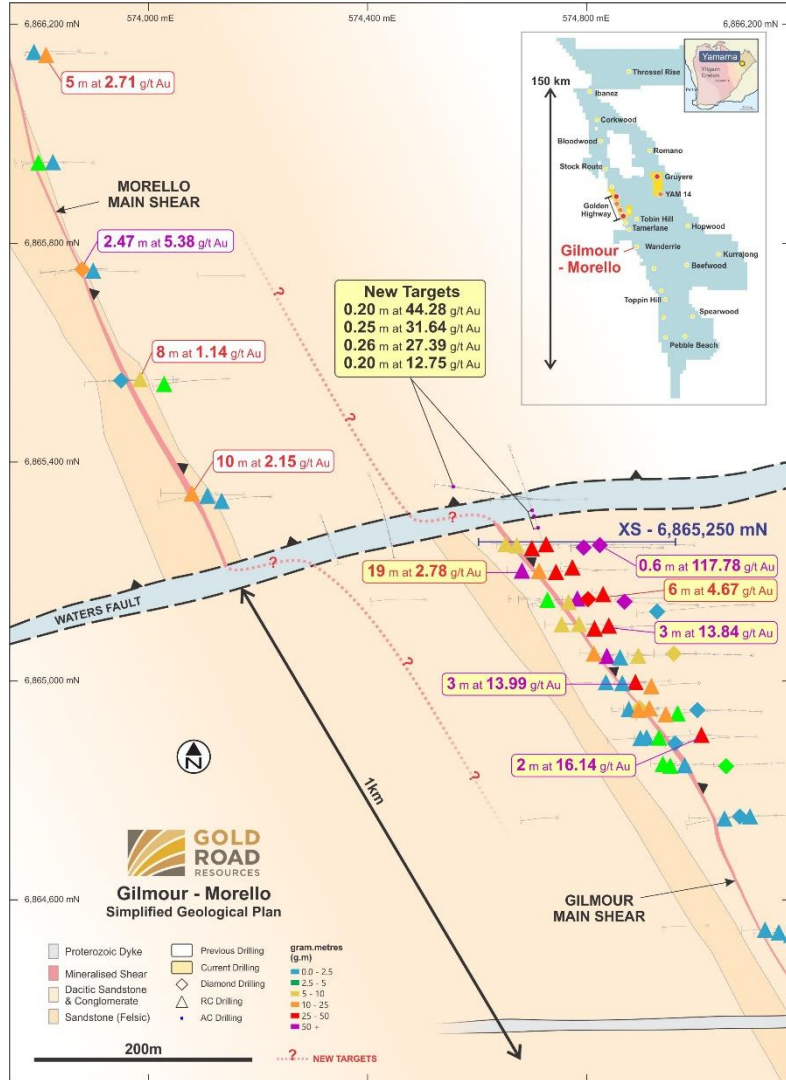 574,000 mE
574,400 mE
574,800 mE
6,866,200 mN
6,866,200 mN
5 m at 2.71 g/t Au
MORELLO
MAIN SHEAR
6,865,800 mN
2.47 m at 5.38 g/t Au
8 m at 1.14 g/t Au
6,865,400 mN
10 m at 2.15 g/t Au
?
?
New Targets
0.20 m at 44.28 g/t Au
0.25 m at 31.64 g/t Au
0.26 m at 27.39 g/t Au
0.20 m at 12.75 g/t Au
150 km
Yamarna
Yilgarn
Craton
Throssel Rise
Ibanez
Corkwood
Bloodwood
Romano
Stock Route
Gruyere
YAM 14
Golden
Highway
Tobin Hill
Tamerlane
Hopwood
Wanderrie
Kurrajong
Gilmour
- Morello
Beefwood
Toppin Hill
Spearwood
Pebble Beach
?
?
?
?
WATERS FAULT
XS - 6,865,250 mN
0.6 m at 117.78 g/t Au
19 m at 2.78 g/t Au
6 m at 4.67 g/t Au
3 m at 13.84 g/t Au
6,865,000 mN
3 m at 13.99 g/t Au
2 m at 16.14 g/t Au
1km
N
GOLD
ROAD
RESOURCES
Gilmour - Morello
Simplified Geological Plan
6,864,600 mN
GILMOUR
MAIN SHEAR
Proterozoic Dyke
Mineralised Shear
Dacitic Sandstone
& Conglomerate
Sandstone (Felsic)
Previous Drilling
Current Drilling
Diamond Drilling
RC Drilling
AC Drilling
gram.metres
(g.m)
0.0 - 2.5
2.5 - 5
5 - 10
10 - 25
25 - 50
50 +
200m
? NEW TARGETS